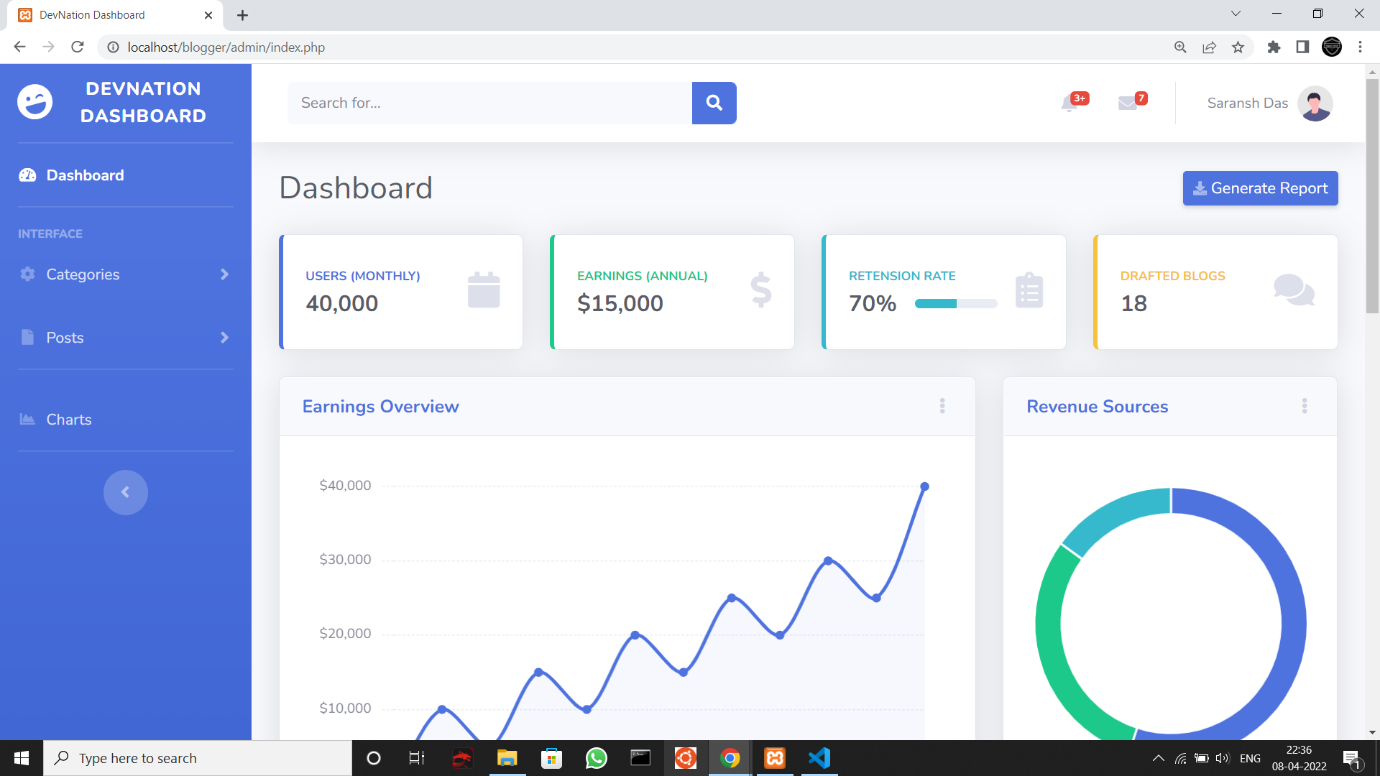 DevNation Dashboard
localhost/blogger/admin/index.php
DEVNATION
DASHBOARD
Search for...
3+
7
Saransh Das
Dashboard
Dashboard
Generate Report
INTERFACE
Categories
Posts
Charts
USERS (MONTHLY)
40,000
EARNINGS (ANNUAL)
$15,000
RETENSION RATE
70%
DRAFTED BLOGS
18
Earnings Overview
Revenue Sources
$40,000
$30,000
$20,000
$10,000
Type here to search
ENG
22:36
08-04-2022
1